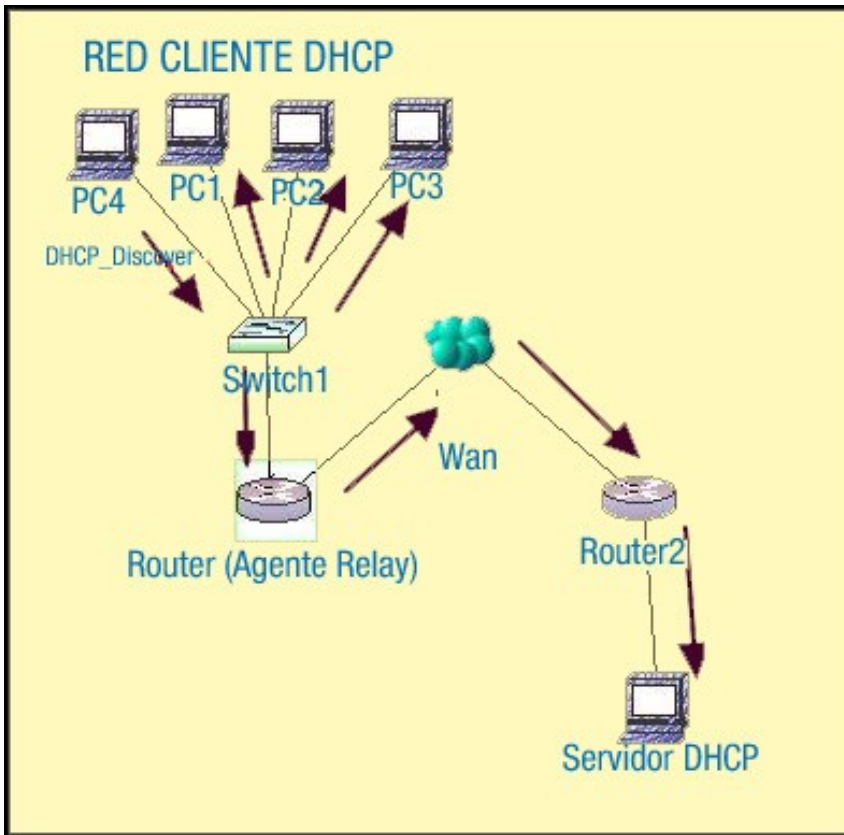 RED CLIENTE DHCP
PC4
PC1
PC2
PC3
DHCP_Discover
Switch1
Wan
Router (Agente Relay)
Router2
Servidor DHCP